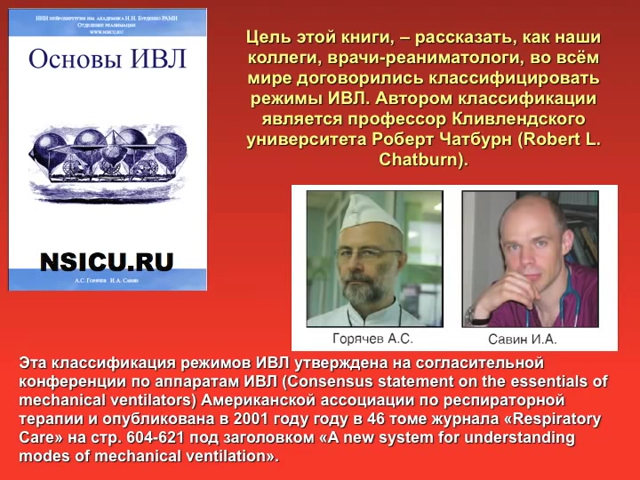 НИИ нейрохирургии им. академика Н.Н. Бурденко РАМН
Отделение реанимации
www.nsicu.ru
Основы ИВЛ
NSICU.RU
А.С. Горячев И.А. Савин
Цель этой книги, – рассказать, как наши
коллеги, врачи-реаниматологи, во всём
мире договорились классифицировать
режимы ИВЛ. Автором классификации
является профессор Кливлендского
университета Роберт Чатбурн (Robert L.
Chatburn).
Горячев А.С.
Савин И.А.
Эта классификация режимов ИВЛ утверждена на согласительной
конференции по аппаратам ИВЛ (Consensus statement on the essentials of
mechanical ventilators) Американской ассоциации по респираторной
терапии и опубликована в 2001 году году в 46 томе журнала «Respiratory
Care» на стр. 604-621 под заголовком «A new system for understanding
modes of mechanical ventilation».